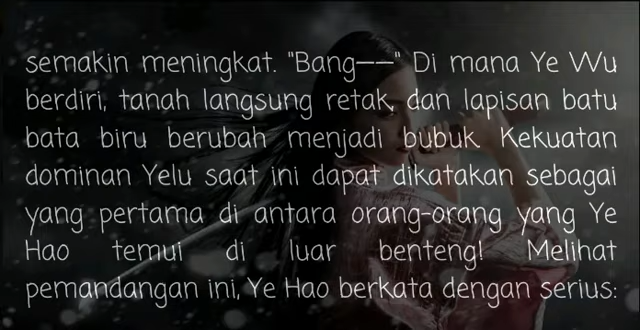 semakin meningkat. "Bang——" Di mana Ye Wu
berdiri, tanah langsung retak, dan lapisan batu
bata biru berubah menjadi bubuk Kekuatan
dominan Yelu saat ini dapat dikatakan sebagai
yang pertama di antara orang-orang yang Ye
Hao temui di luar benteng! Melihat
pemandangan ini, Ye Hao berkata dengan serius: